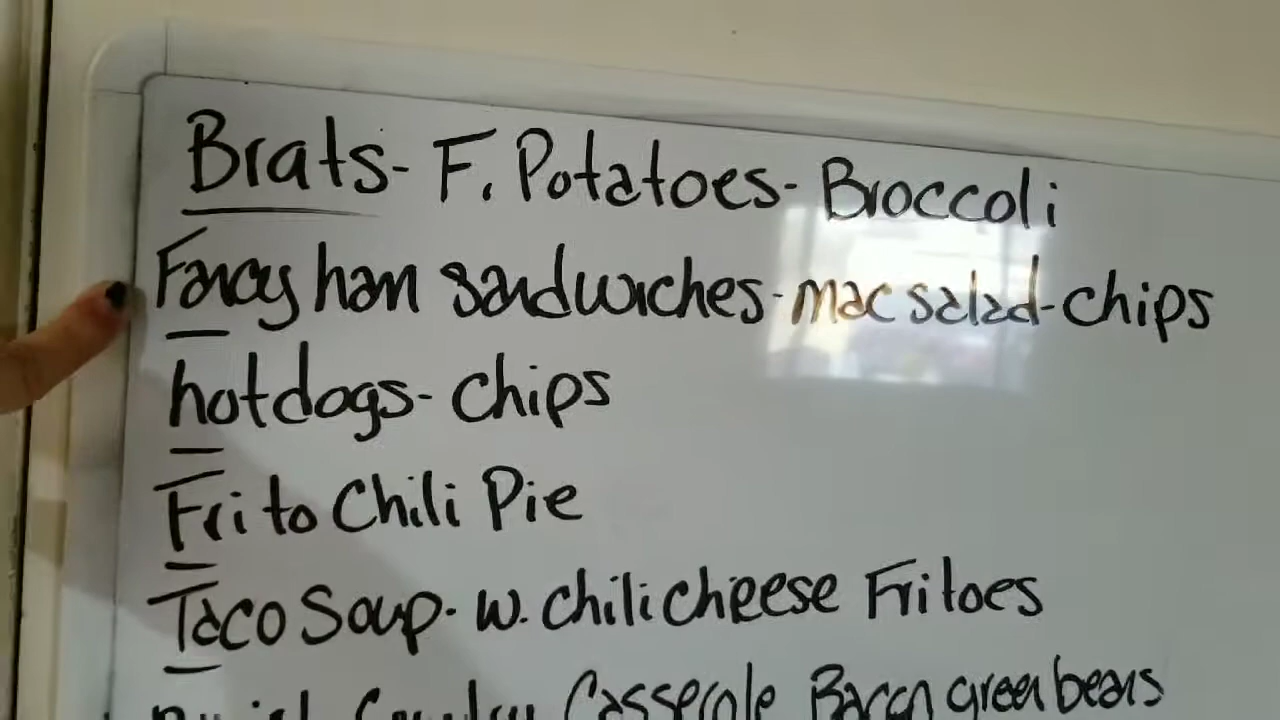 Brats- F. Potatoes- Broccoli
Fancy ham sandwiches-mac salad-chips
hotdogs- chips
Frito Chili Pie
Taco Soup- w. chili cheese Fritoes
Casserole Bacon green beans